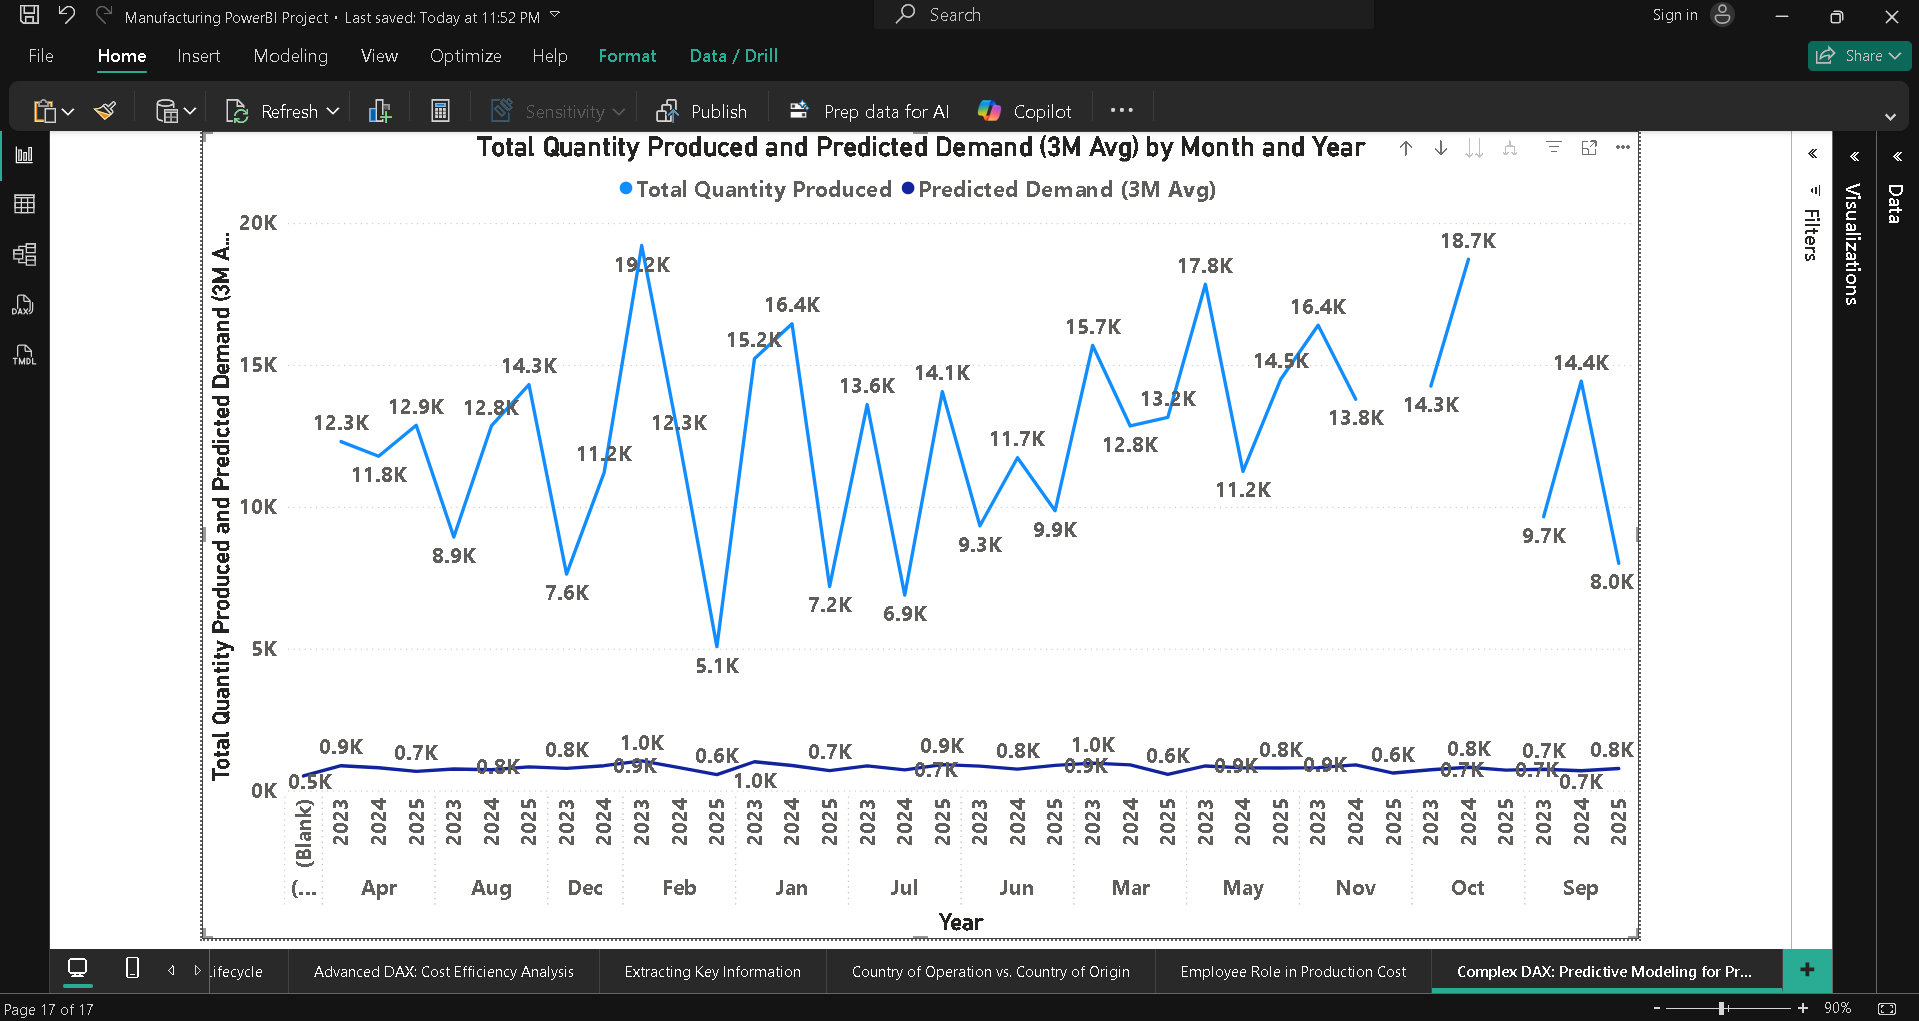 Manufacturing PowerBI Project • Last saved: Today at 11:52 PM
Search
Sign in
File
Home
Insert
Modeling
View
Optimize
Help
Format
Data / Drill
Share
Refresh
Sensitivity
Publish
Prep data for AI
Copilot
Total Quantity Produced and Predicted Demand (3M Avg) by Month and Year
Total Quantity Produced
Predicted Demand (3M Avg)
Total Quantity Produced and Predicted Demand (3M A...
20K
15K
10K
5K
0K
12.3K
11.8K
12.9K
8.9K
12.8K
14.3K
7.6K
11.2K
19.2K
12.3K
5.1K
15.2K
16.4K
7.2K
13.6K
6.9K
14.1K
9.3K
11.7K
9.9K
15.7K
12.8K
13.2K
17.8K
11.2K
14.5K
16.4K
13.8K
14.3K
18.7K
9.7K
14.4K
8.0K
0.5K
0.9K
0.7K
0.8K
0.8K
0.9K
1.0K
0.6K
1.0K
0.7K
0.7K
0.9K
0.8K
0.9K
1.0K
0.6K
0.9K
0.8K
0.9K
0.6K
0.7K
0.8K
0.7K
0.7K
0.7K
0.8K
(Blank)
2023
2024
2025
2023
2024
2025
2023
2024
2023
2024
2025
2023
2024
2025
2023
2024
2025
2023
2024
2025
2023
2024
2025
2023
2024
2025
2023
2024
2025
2023
2024
2025
2023
2024
2025
(...
Apr
Aug
Dec
Feb
Jan
Jul
Jun
Mar
May
Nov
Oct
Sep
Year
Filters
Visualizations
Data
DAX
TMDL
.ifecycle
Advanced DAX: Cost Efficiency Analysis
Extracting Key Information
Country of Operation vs. Country of Origin
Employee Role in Production Cost
Complex DAX: Predictive Modeling for Pr...
Page 17 of 17
90%